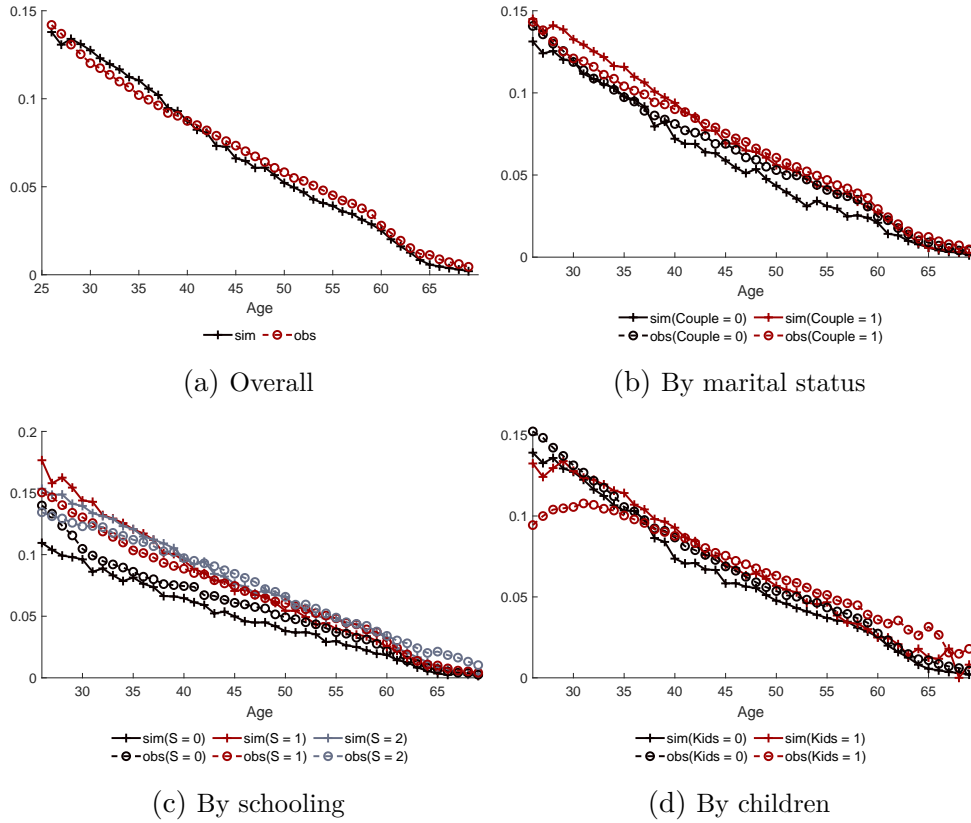 0.15
0.1
0.05
0
25 30 35 40 45 50 55 60 65
Age
sim obs
(a) Overall
0.15
0.1
0.05
0
30 35 40 45 50 55 60 65
Age
sim(Couple = 0) sim(Couple = 1)
obs(Couple = 0) obs(Couple = 1)
(b) By marital status
0.2
0.15
0.1
0.05
0
30 35 40 45 50 55 60 65
Age
sim(S = 0) sim(S = 1) sim(S = 2)
obs(S = 0) obs(S = 1) obs(S = 2)
(c) By schooling
0.15
0.1
0.05
0
30 35 40 45 50 55 60 65
Age
sim(Kids = 0) sim(Kids = 1)
obs(Kids = 0) obs(Kids = 1)
(d) By children